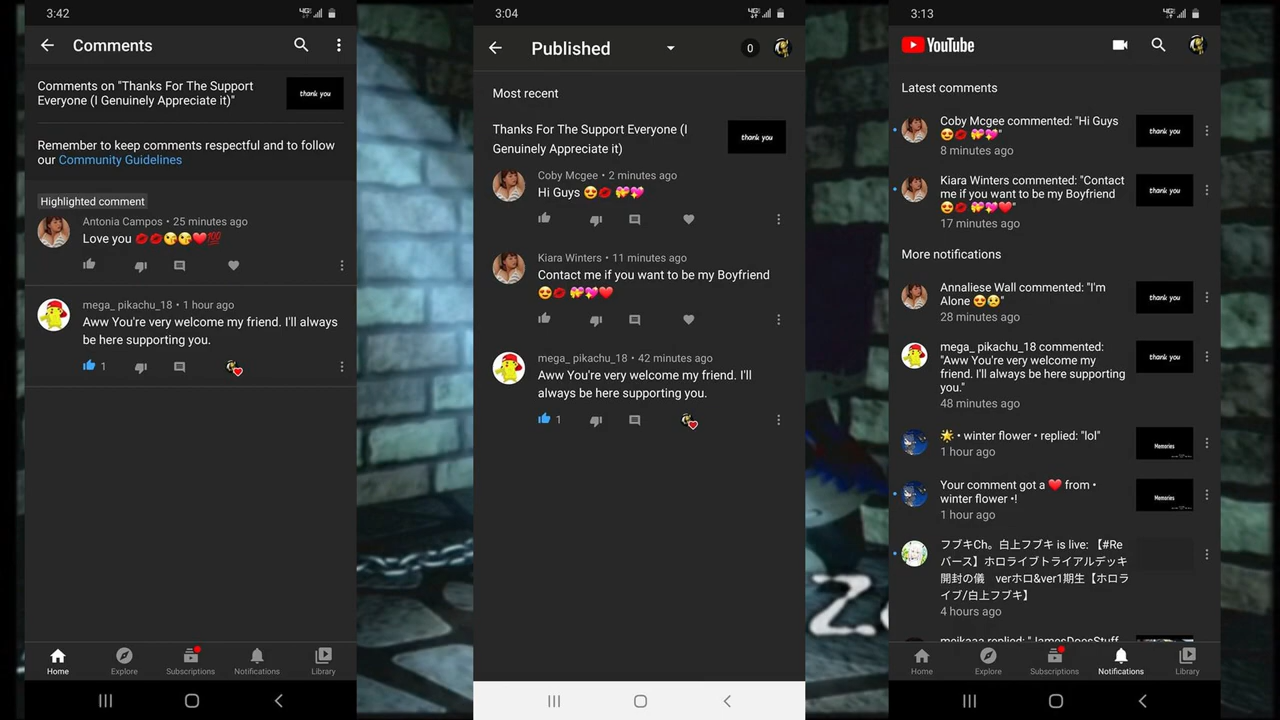 3:42
Comments
Comments on "Thanks For The Support
Everyone (I Genuinely Appreciate it)"
thank you
Remember to keep comments respectful and to follow
our Community Guidelines
Highlighted comment
Antonia Campos • 25 minutes ago
Love you 💋💋😘😘❤️💯
mega_ pikachu_18 • 1 hour ago
Aww You're very welcome my friend. I'll always
be here supporting you.
1
Home
Explore
Subscriptions
Notifications
Library
3:04
Published
0
Most recent
Thanks For The Support Everyone (I
Genuinely Appreciate it)
thank you
Coby Mcgee • 2 minutes ago
Hi Guys 😍💋 💝💖💖
Kiara Winters • 11 minutes ago
Contact me if you want to be my Boyfriend
😍💋 💝💖💝❤️
mega_ pikachu_18 • 42 minutes ago
Aww You're very welcome my friend. I'll
always be here supporting you.
1
3:13
YouTube
Latest comments
Coby Mcgee commented: "Hi Guys
😍💋 💝💖💖"
8 minutes ago
thank you
Kiara Winters commented: "Contact
me if you want to be my Boyfriend
😍💋 💝💖💝❤️"
17 minutes ago
thank you
More notifications
Annaliese Wall commented: "I'm
Alone 😍😢"
28 minutes ago
thank you
mega_ pikachu_18 commented:
"Aww You're very welcome my
friend. I'll always be here supporting
you."
48 minutes ago
thank you
🌟 • winter flower • replied: "lol"
1 hour ago
Memories
Your comment got a ❤️ from •
winter flower •!
1 hour ago
Memories
フブキCh。白上フブキ is live: 【#Re
バース】ホロライブトライアルデッキ
開封の儀　verホロ&ver1期生【ホロラ
イブ/白上フブキ】
4 hours ago
meikaaa replied: "JamesDoesStuff
Home
Explore
Subscriptions
Notifications
Library